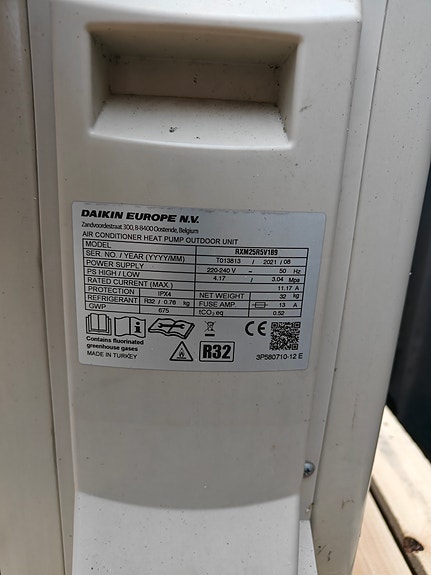 DAIKIN EUROPE N.V.
Zandvoordestraat 300, B-8400 Oostende, Belgium
AIR CONDITIONER HEAT PUMP OUTDOOR UNIT
MODEL RXM25R5V1B9
SER. NO. / YEAR (YYYY/MM) T013813 / 2021 / 06
POWER SUPPLY 220-240 V ~ 50 Hz
PS HIGH / LOW 4.17 / 3.04 Mpa
RATED CURRENT (MAX.) 11.17 A
PROTECTION IPX4 NET WEIGHT 32 kg
REFRIGERANT R32 / 0.76 kg FUSE AMP 13 A
GWP 675 tCO₂ eq 0.52
Contains fluorinated
greenhouse gases
MADE IN TURKEY
R32
CE
3P580710-12 E